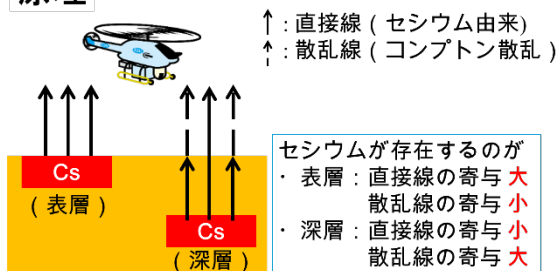 ↑：直接線（セシウム由来)
⇡：散乱線（コンプトン散乱）
Cs
（表層）
Cs
（深層）
セシウムが存在するのが
・ 表層：直接線の寄与 大
散乱線の寄与 小
・ 深層：直接線の寄与 小
散乱線の寄与 大